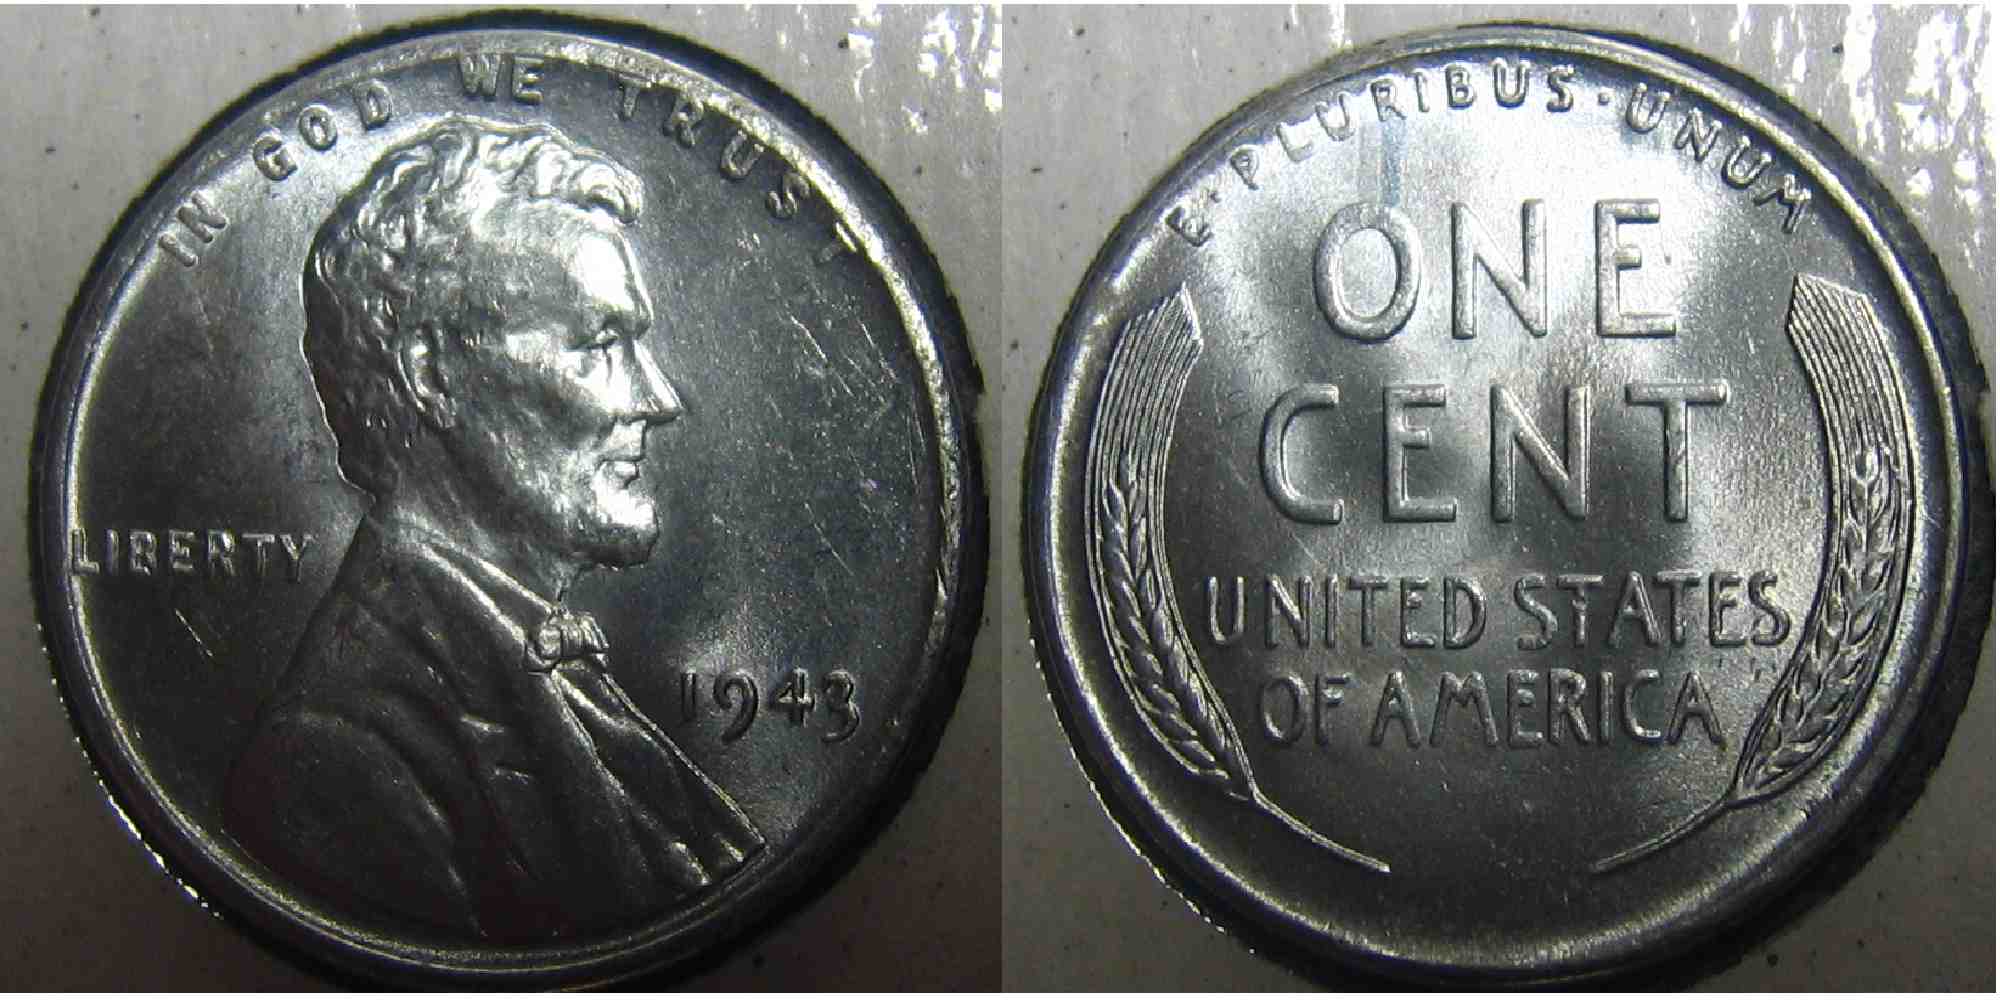 IN GOD WE TRUST
LIBERTY
1943
E·PLURIBUS·UNUM
ONE
CENT
UNITED STATES
OF AMERICA